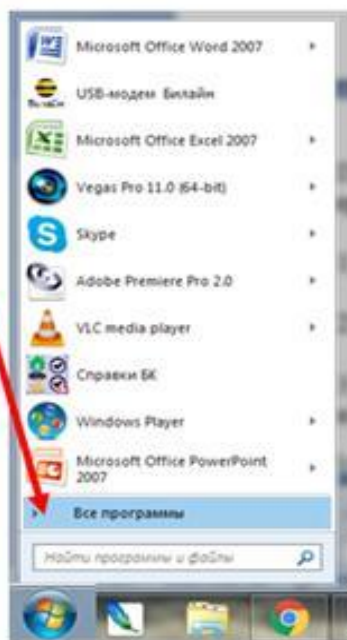 Microsoft Office Word 2007
USB-модем Билайн
Microsoft Office Excel 2007
Vegas Pro 11.0 (64-bit)
Skype
Adobe Premiere Pro 2.0
VLC media player
Справки БК
Windows Player
Microsoft Office PowerPoint
2007
Все программы
Найти программы и файлы